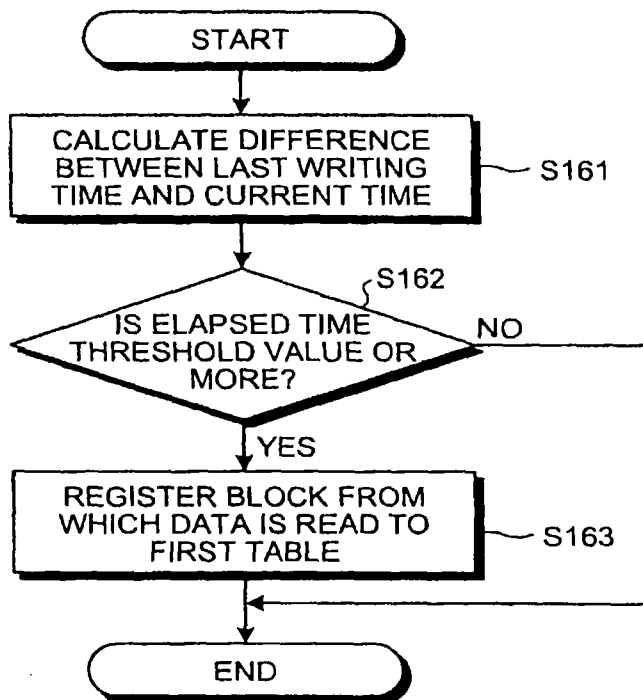 START
CALCULATE DIFFERENCE
BETWEEN LAST WRITING
TIME AND CURRENT TIME
S161
S162
IS ELAPSED TIME
THRESHOLD VALUE OR
MORE?
NO
YES
REGISTER BLOCK FROM
WHICH DATA IS READ TO
FIRST TABLE
S163
END